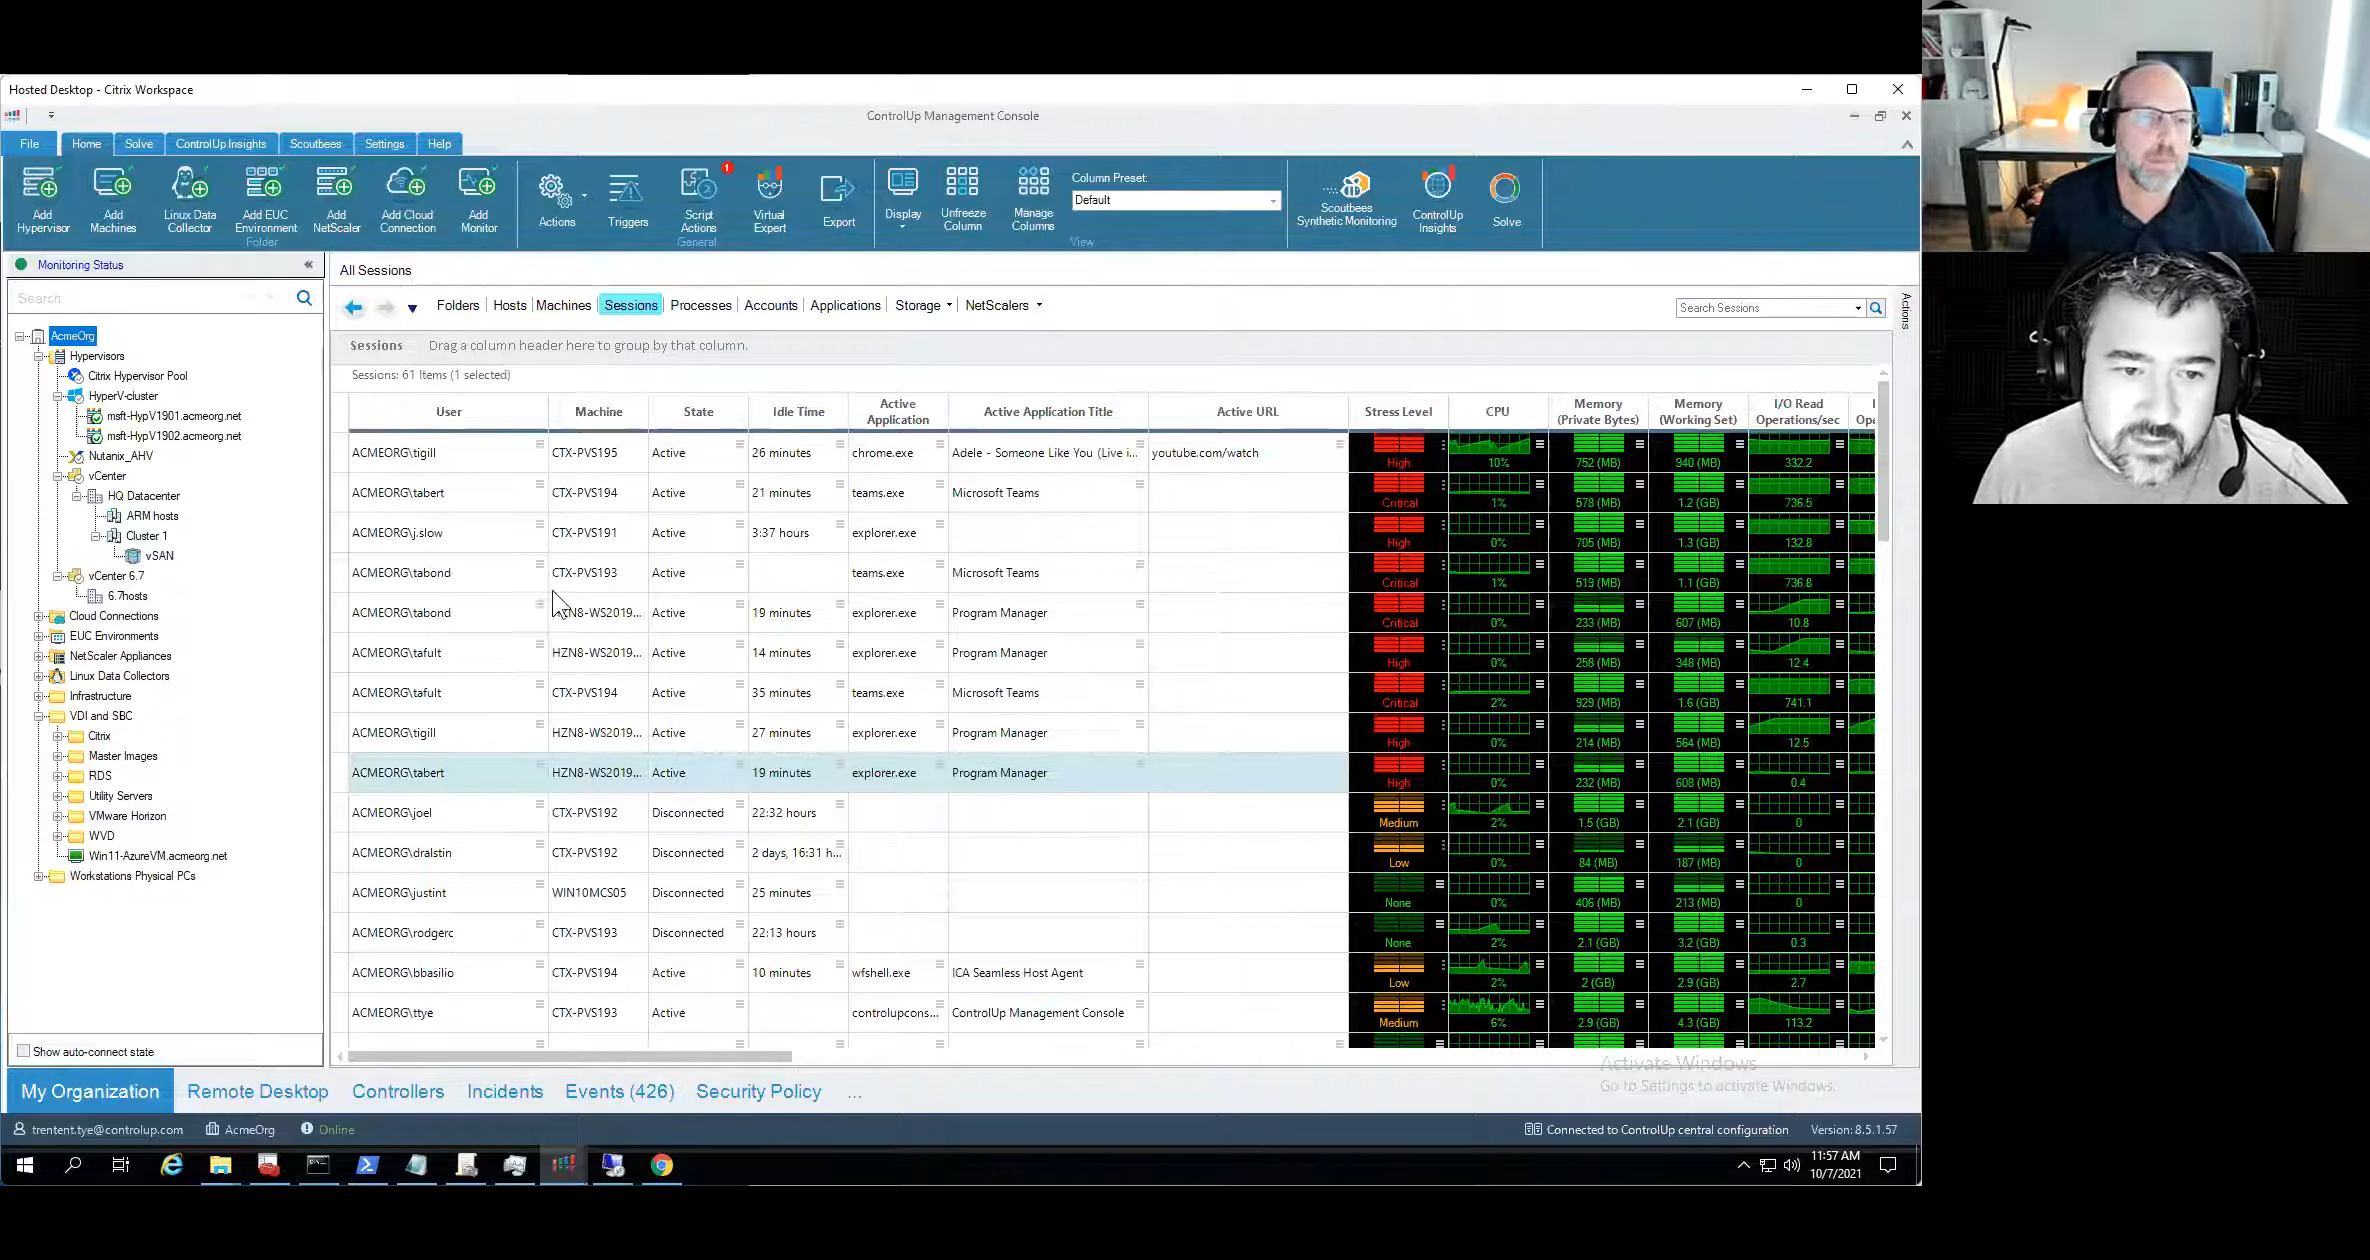 Hosted Desktop - Citrix Workspace
ControlUp Management Console
File Home Solve ControlUp Insights Scoutbees Settings Help
Add Hypervisor
Add Machines
Linux Data Collector
Add EUC Environment
Add NetScaler
Add Cloud Connection
Add Monitor
Folder
Actions
Triggers
1
Script Actions
Virtual Expert
Export
General
Display
Unfreeze Column
Manage Columns
Column Preset:
Default
View
Scoutbees Synthetic Monitoring
ControlUp Insights
Solve
Monitoring Status «
Search
AcmeOrg
Hypervisors
Citrix Hypervisor Pool
HyperV-cluster
msft-HypV1901.acmeorg.net
msft-HypV1902.acmeorg.net
Nutanix_AHV
vCenter
HQ Datacenter
ARM hosts
Cluster 1
vSAN
vCenter 6.7
6.7hosts
Cloud Connections
EUC Environments
NetScaler Appliances
Linux Data Collectors
Infrastructure
VDI and SBC
Citrix
Master Images
RDS
Utility Servers
VMware Horizon
WVD
Win11-AzureVM.acmeorg.net
Workstations Physical PCs
Show auto-connect state
All Sessions
Folders Hosts Machines Sessions Processes Accounts Applications Storage NetScalers
Search Sessions
Actions
Sessions Drag a column header here to group by that column.
Sessions: 61 Items (1 selected)
User Machine State Idle Time Active Application Active Application Title Active URL Stress Level CPU Memory (Private Bytes) Memory (Working Set) I/O Read Operations/sec
ACMEORG\tigill CTX-PVS195 Active 26 minutes chrome.exe Adele - Someone Like You (Live i... youtube.com/watch High 10% 752 (MB) 940 (MB) 332.2
ACMEORG\tabert CTX-PVS194 Active 21 minutes teams.exe Microsoft Teams Critical 1% 578 (MB) 1.2 (GB) 736.5
ACMEORG\j.slow CTX-PVS191 Active 3:37 hours explorer.exe High 0% 705 (MB) 1.3 (GB) 132.8
ACMEORG\tabond CTX-PVS193 Active teams.exe Microsoft Teams Critical 1% 519 (MB) 1.1 (GB) 736.8
ACMEORG\tabond Active 19 minutes explorer.exe Program Manager Critical 0% 233 (MB) 607 (MB) 10.8
ACMEORG\tafult HZN8-WS2019... Active 14 minutes explorer.exe Program Manager High 0% 258 (MB) 348 (MB) 12.4
ACMEORG\tafult CTX-PVS194 Active 35 minutes teams.exe Microsoft Teams Critical 2% 929 (MB) 1.6 (GB) 741.1
ACMEORG\tigill HZN8-WS2019... Active 27 minutes explorer.exe Program Manager High 0% 214 (MB) 564 (MB) 12.5
ACMEORG\tabert HZN8-WS2019... Active 19 minutes explorer.exe Program Manager High 0% 232 (MB) 608 (MB) 0.4
ACMEORG\joel CTX-PVS192 Disconnected 22:32 hours Medium 2% 1.5 (GB) 2.1 (GB) 0
ACMEORG\dralstin CTX-PVS192 Disconnected 2 days, 16:31 h... Low 0% 84 (MB) 187 (MB) 0
ACMEORG\justint WIN10MCS05 Disconnected 25 minutes None 0% 406 (MB) 213 (MB) 0
ACMEORG\rodgerc CTX-PVS193 Disconnected 22:13 hours None 2% 2.1 (GB) 3.2 (GB) 0.3
ACMEORG\bbasilio CTX-PVS194 Active 10 minutes wfshell.exe ICA Seamless Host Agent Low 2% 2 (GB) 2.9 (GB) 2.7
ACMEORG\ttye CTX-PVS193 Active controlupcons... ControlUp Management Console Medium 6% 2.9 (GB) 4.3 (GB) 113.2
Activate Windows
Go to Settings to activate Windows.
My Organization Remote Desktop Controllers Incidents Events (426) Security Policy ...
trentent.tye@controlup.com AcmeOrg Online Connected to ControlUp central configuration Version: 8.5.1.57
11:57 AM
10/7/2021